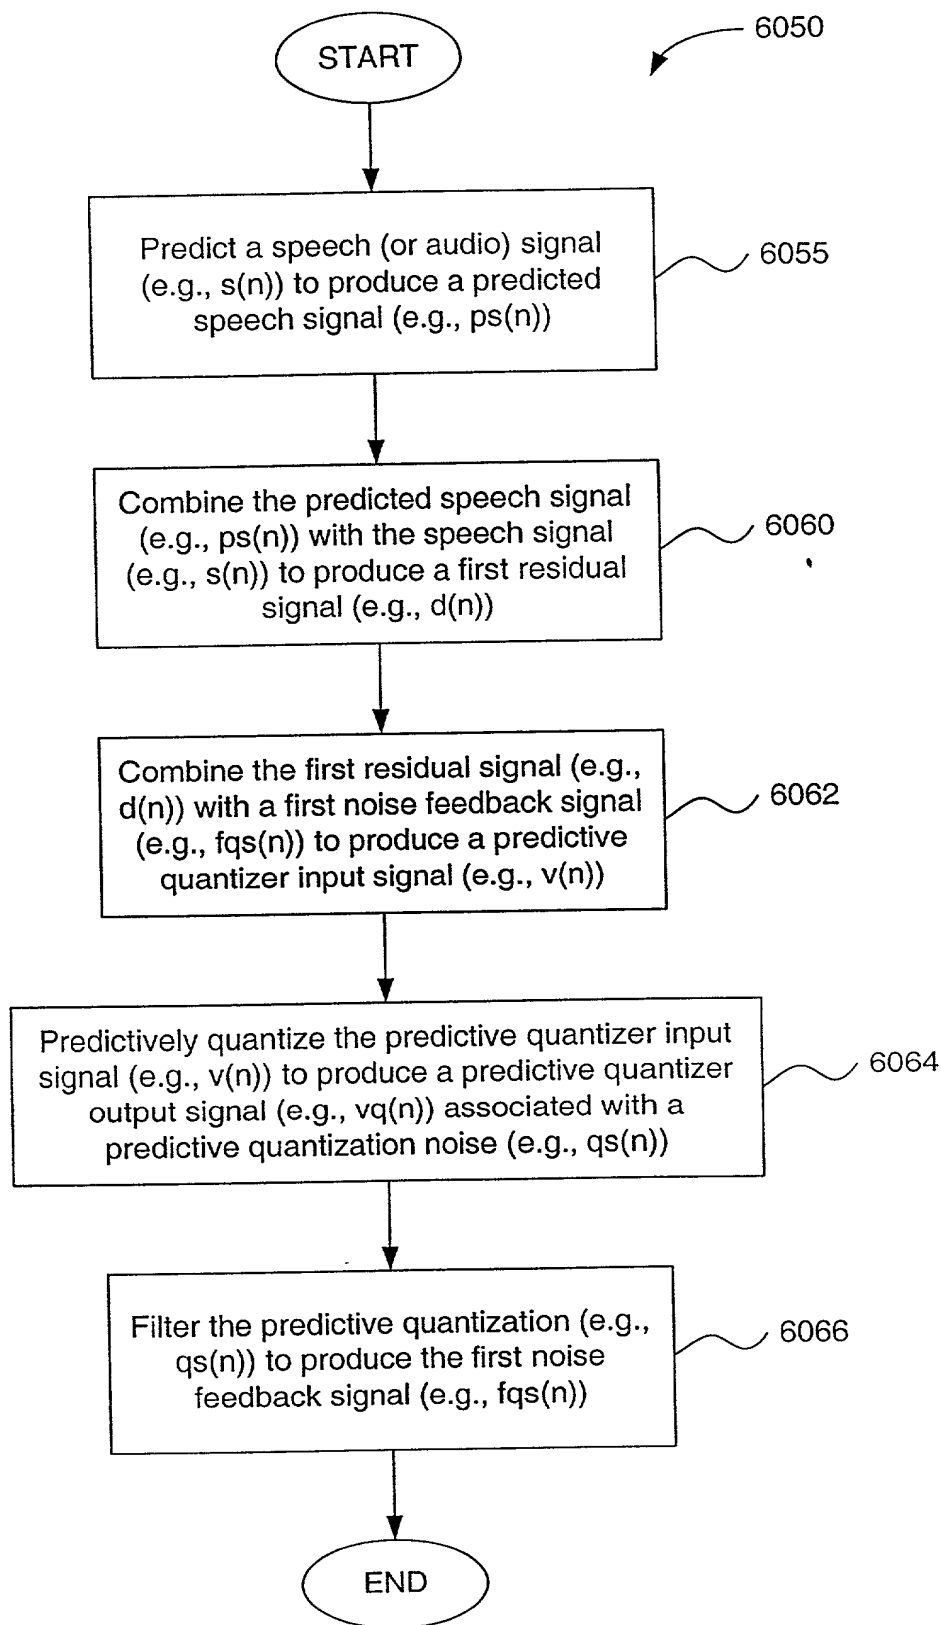 START
6050
Predict a speech (or audio) signal
(e.g., s(n)) to produce a predicted
speech signal (e.g., ps(n))
6055
Combine the predicted speech signal
(e.g., ps(n)) with the speech signal
(e.g., s(n)) to produce a first residual
signal (e.g., d(n))
6060
Combine the first residual signal (e.g.,
d(n)) with a first noise feedback signal
(e.g., fqs(n)) to produce a predictive
quantizer input signal (e.g., v(n))
6062
Predictively quantize the predictive quantizer input
signal (e.g., v(n)) to produce a predictive quantizer
output signal (e.g., vq(n)) associated with a
predictive quantization noise (e.g., qs(n))
6064
Filter the predictive quantization (e.g.,
qs(n)) to produce the first noise
feedback signal (e.g., fqs(n))
6066
END